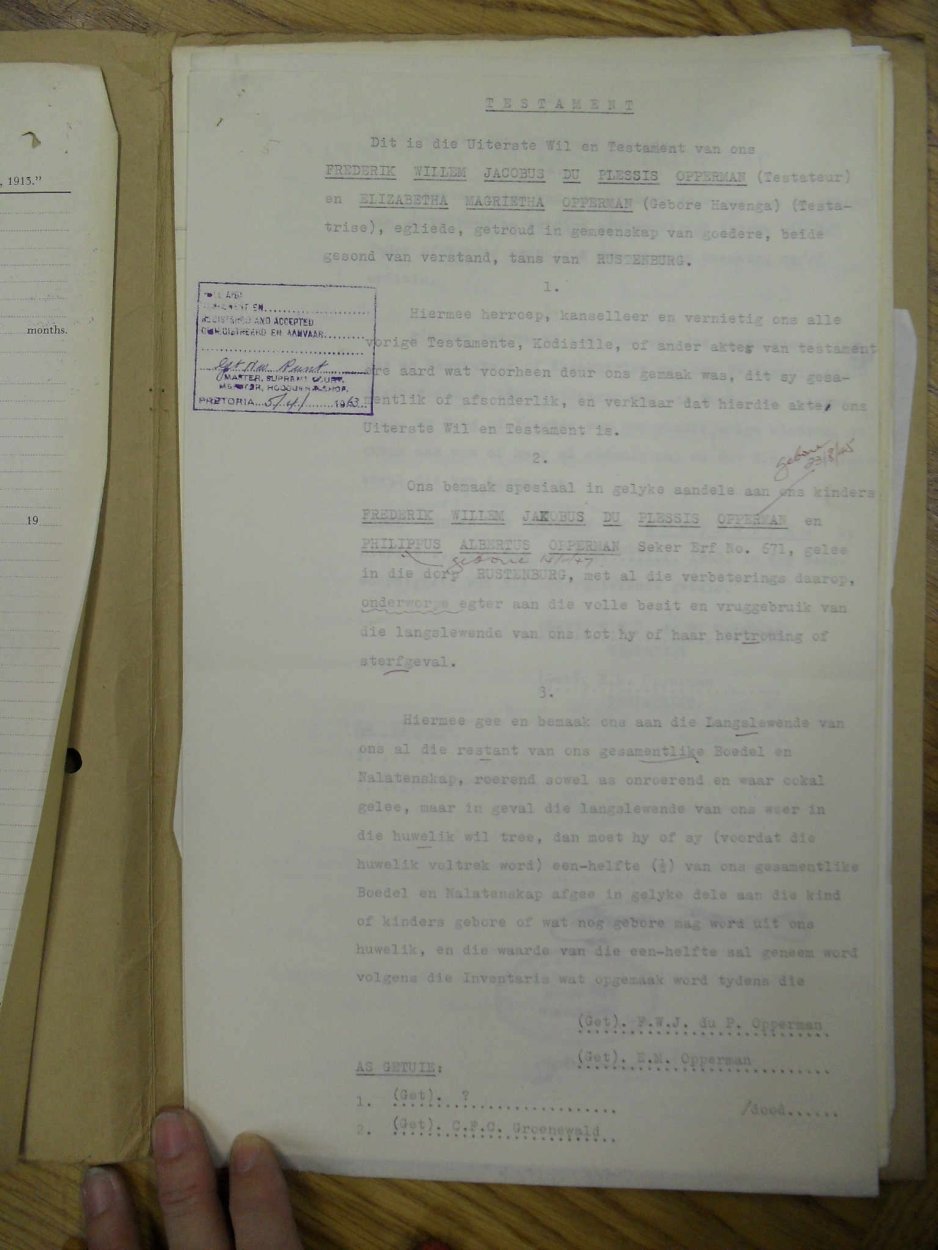 , 1913."
months.
19
TESTAMENT
Dit is die Uiterste Wil en Testament van ons
FREDERIK WILLEM JACOBUS DU PLESSIS OPPERMAN (Testateur)
en ELIZABETHA MAGRIETHA OPPERMAN (Gebore Havenga) (Testa-
trise), egliede, getroud in gemeenskap van goedere, beide
gesond van verstand, tans van RUSTENBURG.
1.
Hiermee herroep, kanselleer en vernietig ons alle
vorige Testamente, Kodisille, of ander aktes van testament
ere aard wat voorheen deur ons gemaak was, dit sy gesa-
mentlik of afsonderlik, en verklaar dat hierdie akte, ons
Uiterste Wil en Testament is.
REGISTERED AND ACCEPTED
GEREGISTREERD EN AANVAAR
MASTER, SUPREME COURT,
MEESTER, HOOGGEREGSHOF,
PRETORIA 5/4/1963
2.
gebore
23/8/45
Ons bemaak spesiaal in gelyke aandele aan ons kinders
FREDERIK WILLEM JAKOBUS DU PLESSIS OPPERMAN en
PHILIPPUS ALBERTUS OPPERMAN Seker Erf No. 671, gelee
gebore
in die dorp RUSTENBURG, met al die verbeterings daarop,
onderworpe egter aan die volle besit en vruggebruik van
die langslewende van ons tot hy of haar hertroning of
sterfgeval.
3.
Hiermee gee en bemaak ons aan die Langslewende van
ons al die restant van ons gesamentlike Boedel en
Nalatenskap, roerend sowel as onroerend en waar ookal
gelee, maar in geval die langslewende van ons weer in
die huwelik wil tree, dan moet hy of sy (voordat die
huwelik voltrek word) een-helfte (½) van ons gesamentlike
Boedel en Nalatenskap afgee in gelyke dele aan die kind
of kinders gebore of wat nog gebore mag word uit ons
huwelik, en die waarde van die een-helfte sal geneem word
volgens die Inventaris wat opgemaak word tydens die
(Get). F.W.J. du P. Opperman
(Get). E.M. Opperman
AS GETUIE:
1. (Get). ?
/dood......
2. (Get). C.F.C. Groenewald